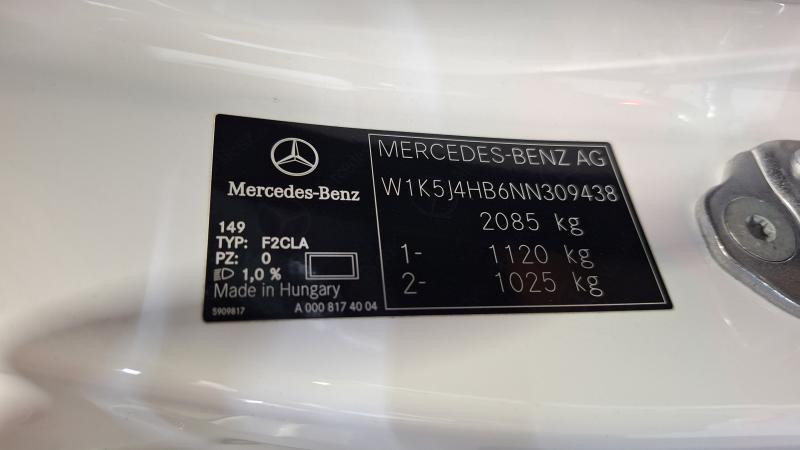 Mercedes-Benz
149
TYP: F2CLA
PZ: 0
1,0 %
Made in Hungary
5909817
A 000 817 40 04
MERCEDES-BENZ AG
W1K5J4HB6NN309438
2085 kg
1- 1120 kg
2- 1025 kg